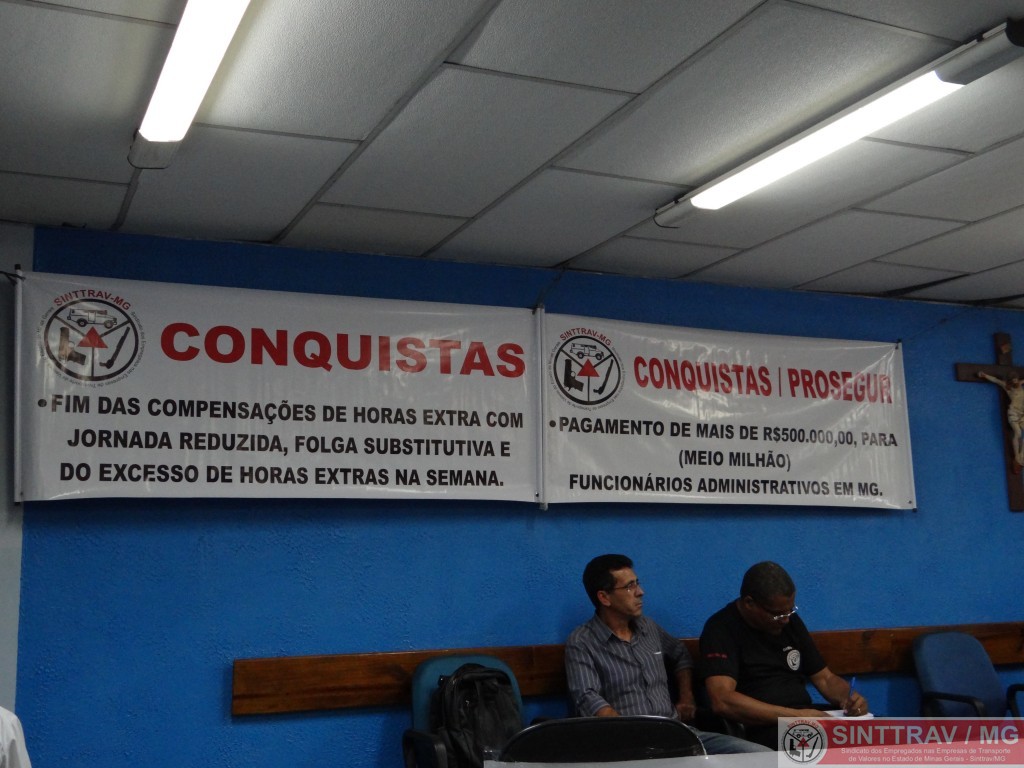 SINTTRAV-MG
CONQUISTAS
•FIM DAS COMPENSAÇÕES DE HORAS EXTRA COM
JORNADA REDUZIDA, FOLGA SUBSTITUTIVA E
DO EXCESSO DE HORAS EXTRAS NA SEMANA.
SINTTRAV-MG
CONQUISTAS / PROSEGUR
•PAGAMENTO DE MAIS DE R$500.000,00, PARA
(MEIO MILHÃO)
FUNCIONÁRIOS ADMINISTRATIVOS EM MG.
SINTTRAV / MG
Sindicato dos Empregados nas Empresas de Transporte
de Valores no Estado de Minas Gerais - Sinttrav/MG